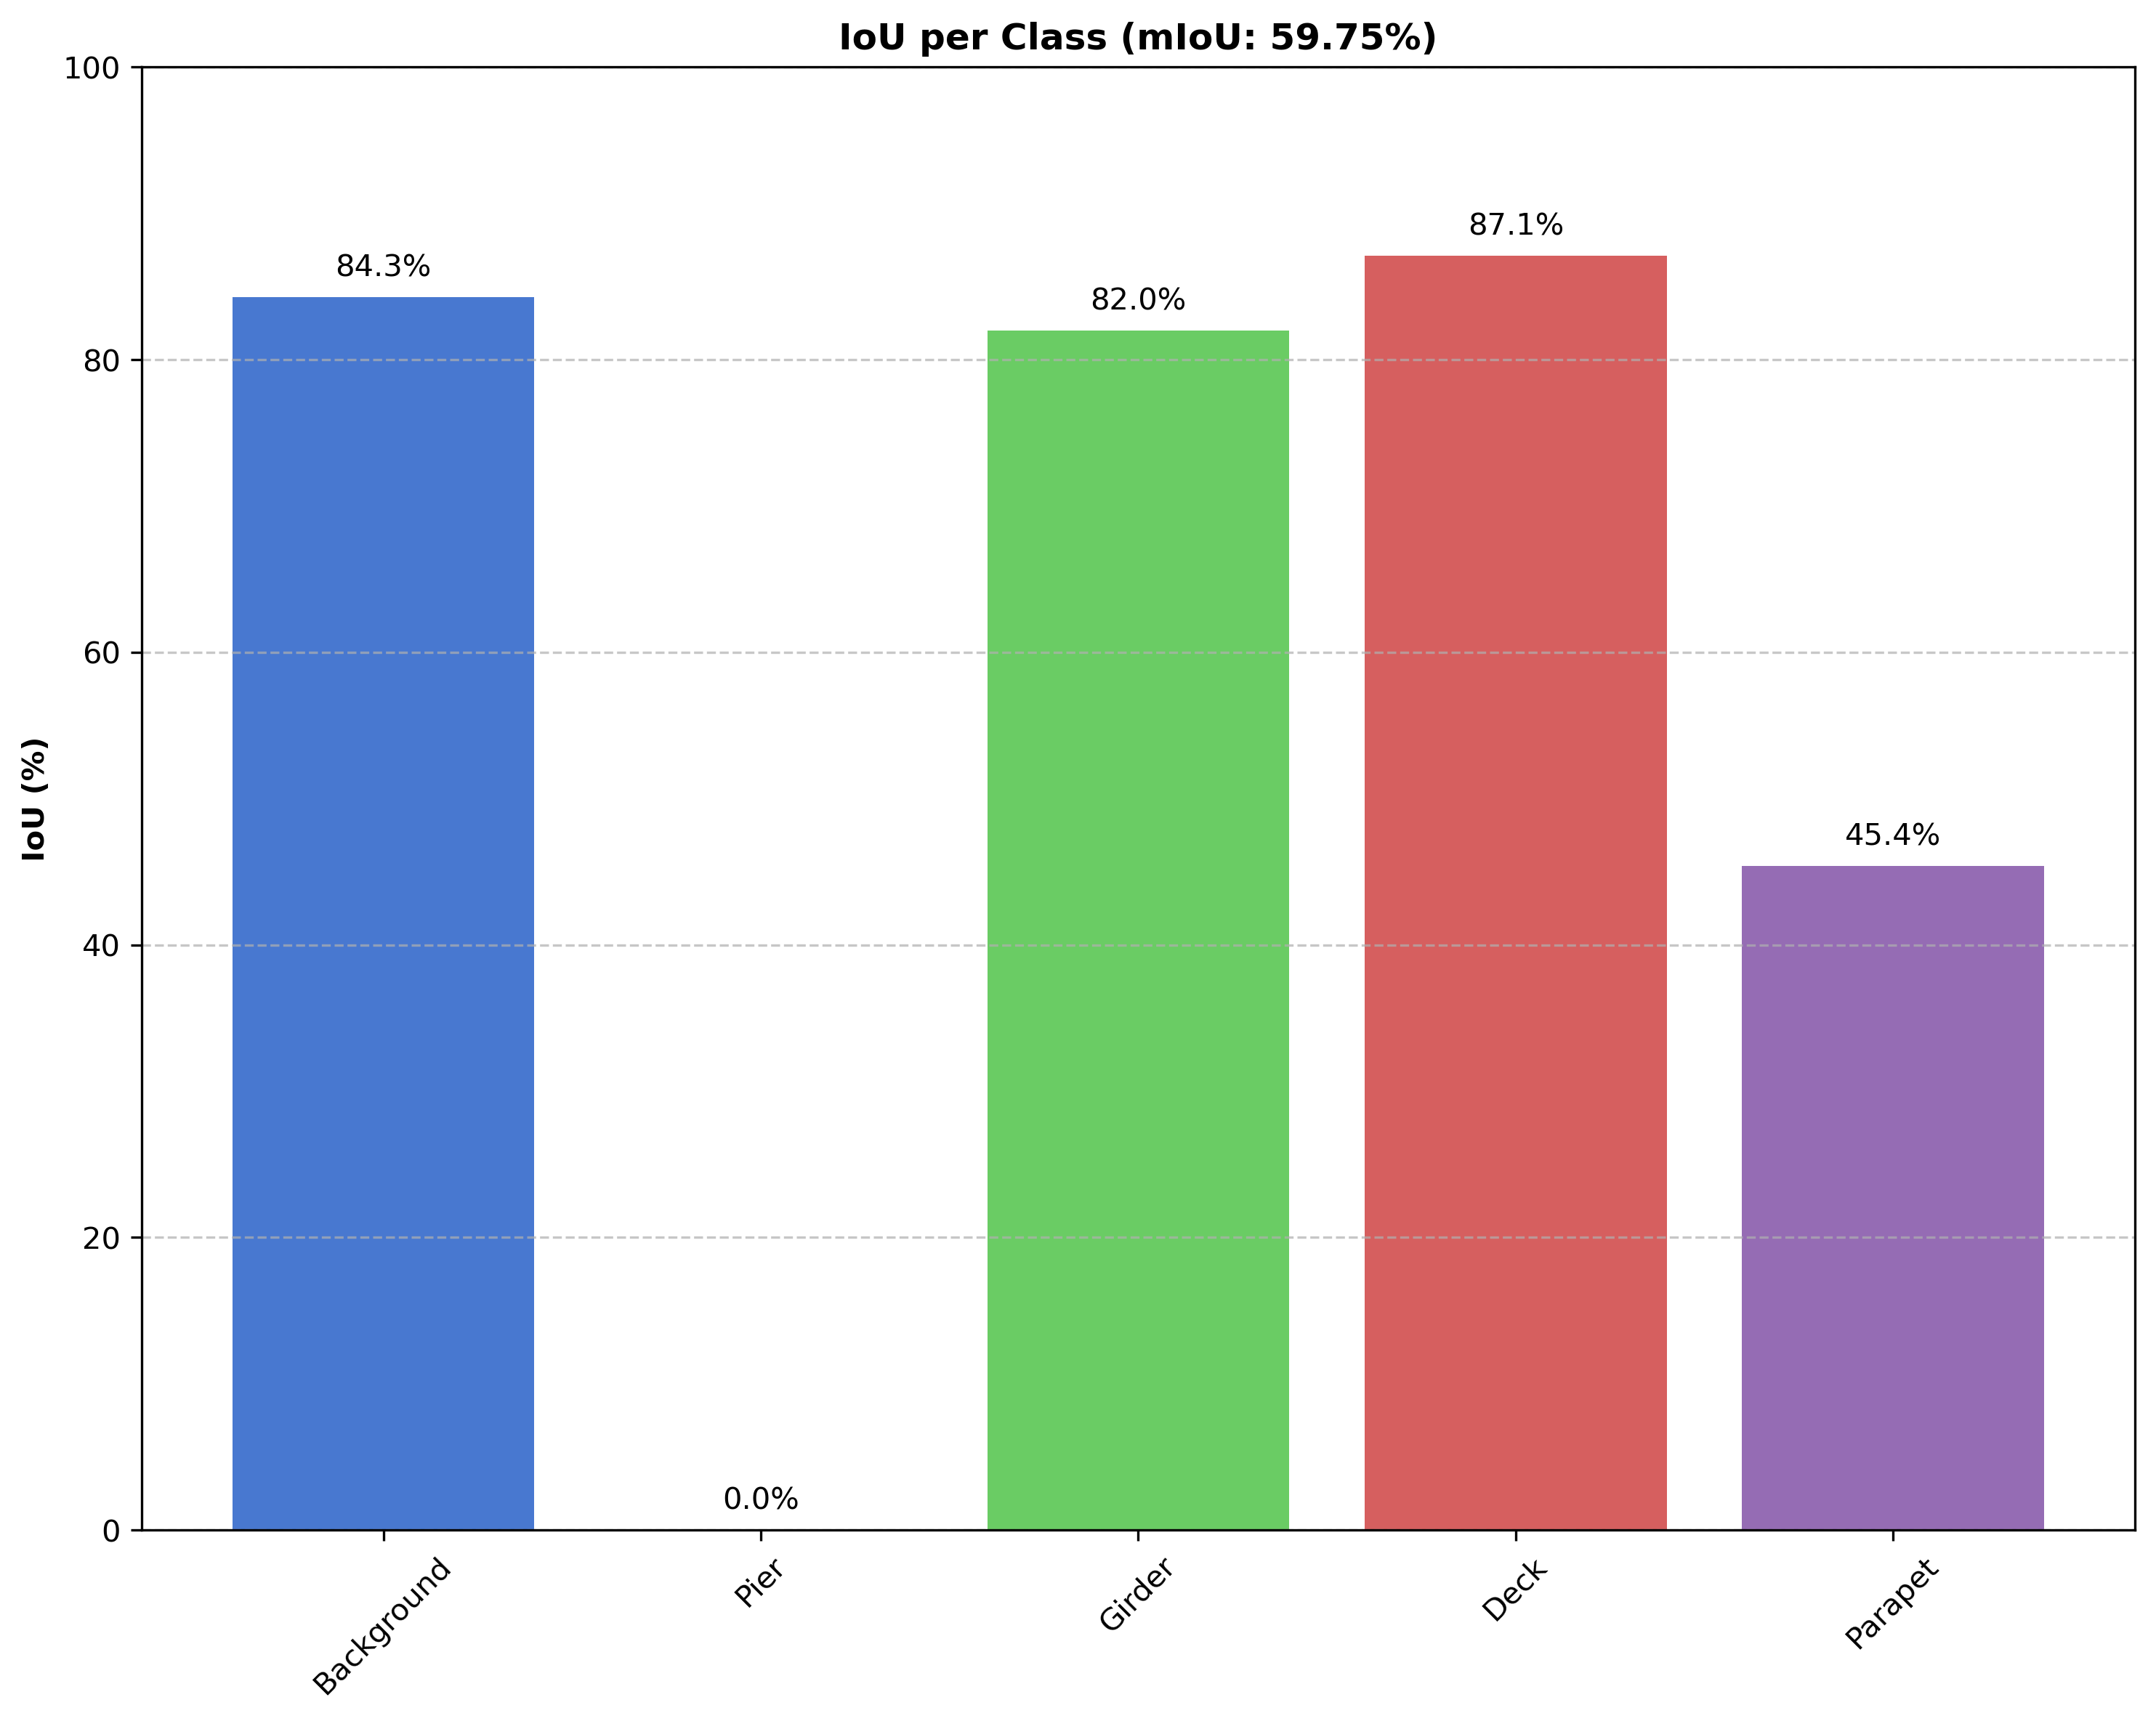 IoU per Class (mIoU: 59.75%)
100
80
60
40
20
0
IoU (%)
84.3%
0.0%
82.0%
87.1%
45.4%
Background
Pier
Girder
Deck
Parapet